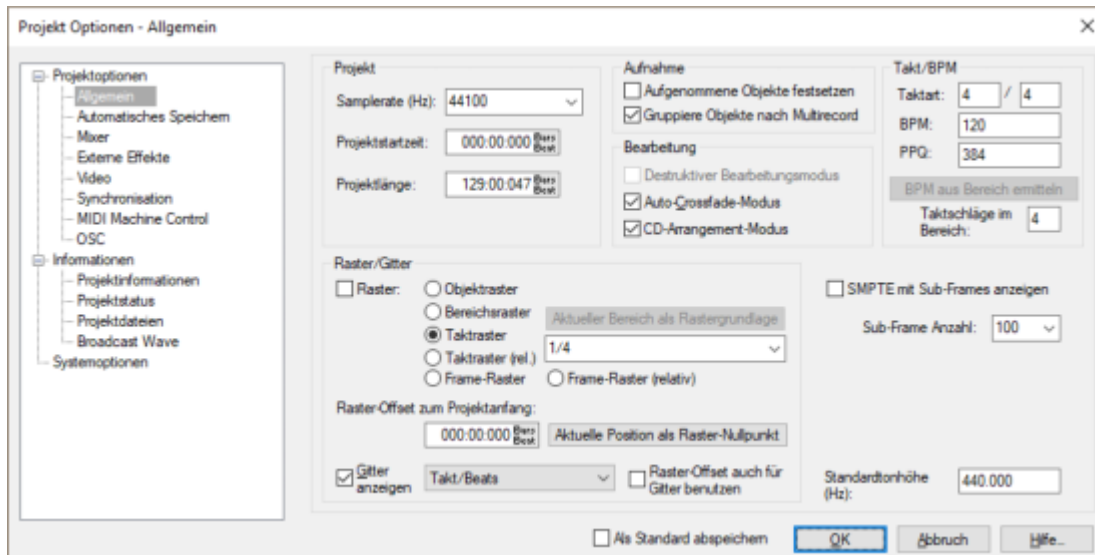 Projekt Optionen - Allgemein
Projektoptionen
Allgemein
Automatisches Speichern
Mixer
Externe Effekte
Video
Synchronisation
MIDI Machine Control
OSC
Informationen
Projektinformationen
Projektstatus
Projektdateien
Broadcast Wave
Systemoptionen
Projekt
Samplerate (Hz): 44100
Projektstartzeit: 000:00:000 Bars Beat
Projektlänge: 129:00:047 Bars Beat
Aufnahme
Aufgenommene Objekte festsetzen
Gruppiere Objekte nach Multirecord
Bearbeitung
Destruktiver Bearbeitungsmodus
Auto-Crossfade-Modus
CD-Arrangement-Modus
Takt/BPM
Taktart: 4 / 4
BPM: 120
PPQ: 384
BPM aus Bereich ermitteln
Taktschläge im
Bereich: 4
Raster/Gitter
Raster: Objektraster
Bereichsraster
Aktueller Bereich als Rastergrundlage
Taktraster
1/4
Taktraster (rel.)
Frame-Raster Frame-Raster (relativ)
Raster-Offset zum Projektanfang:
000:00:000 Bars Beat Aktuelle Position als Raster-Nullpunkt
Gitter
anzeigen Takt/Beats
Raster-Offset auch für
Gitter benutzen
SMPTE mit Sub-Frames anzeigen
Sub-Frame Anzahl: 100
Standardtonhöhe
(Hz): 440.000
Als Standard abspeichern OK Abbruch Hilfe...